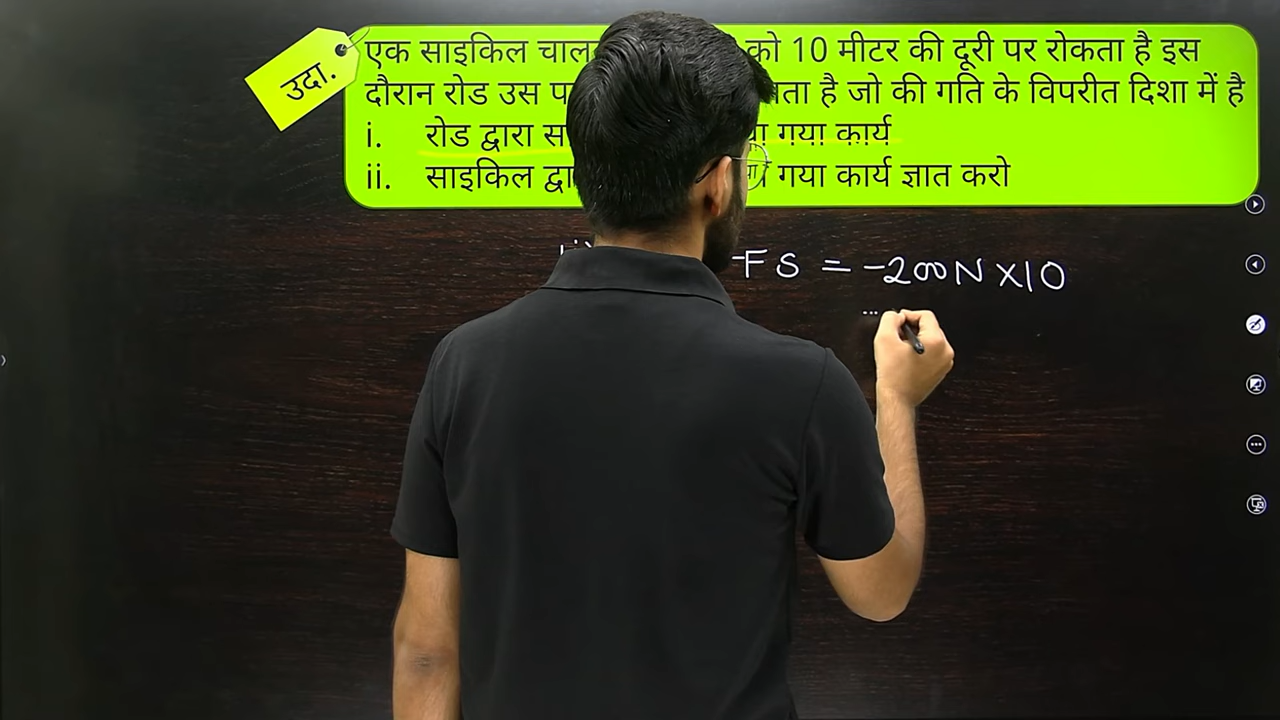 उदा.
एक साइकिल को 10 मीटर की दूरी पर रोकता है इस
दौरान रोड उस है जो की गति के विपरीत दिशा में है
i. रोड द्वारा गया कार्य
ii. साइकिल गया कार्य ज्ञात करो
-FS = -200N×10